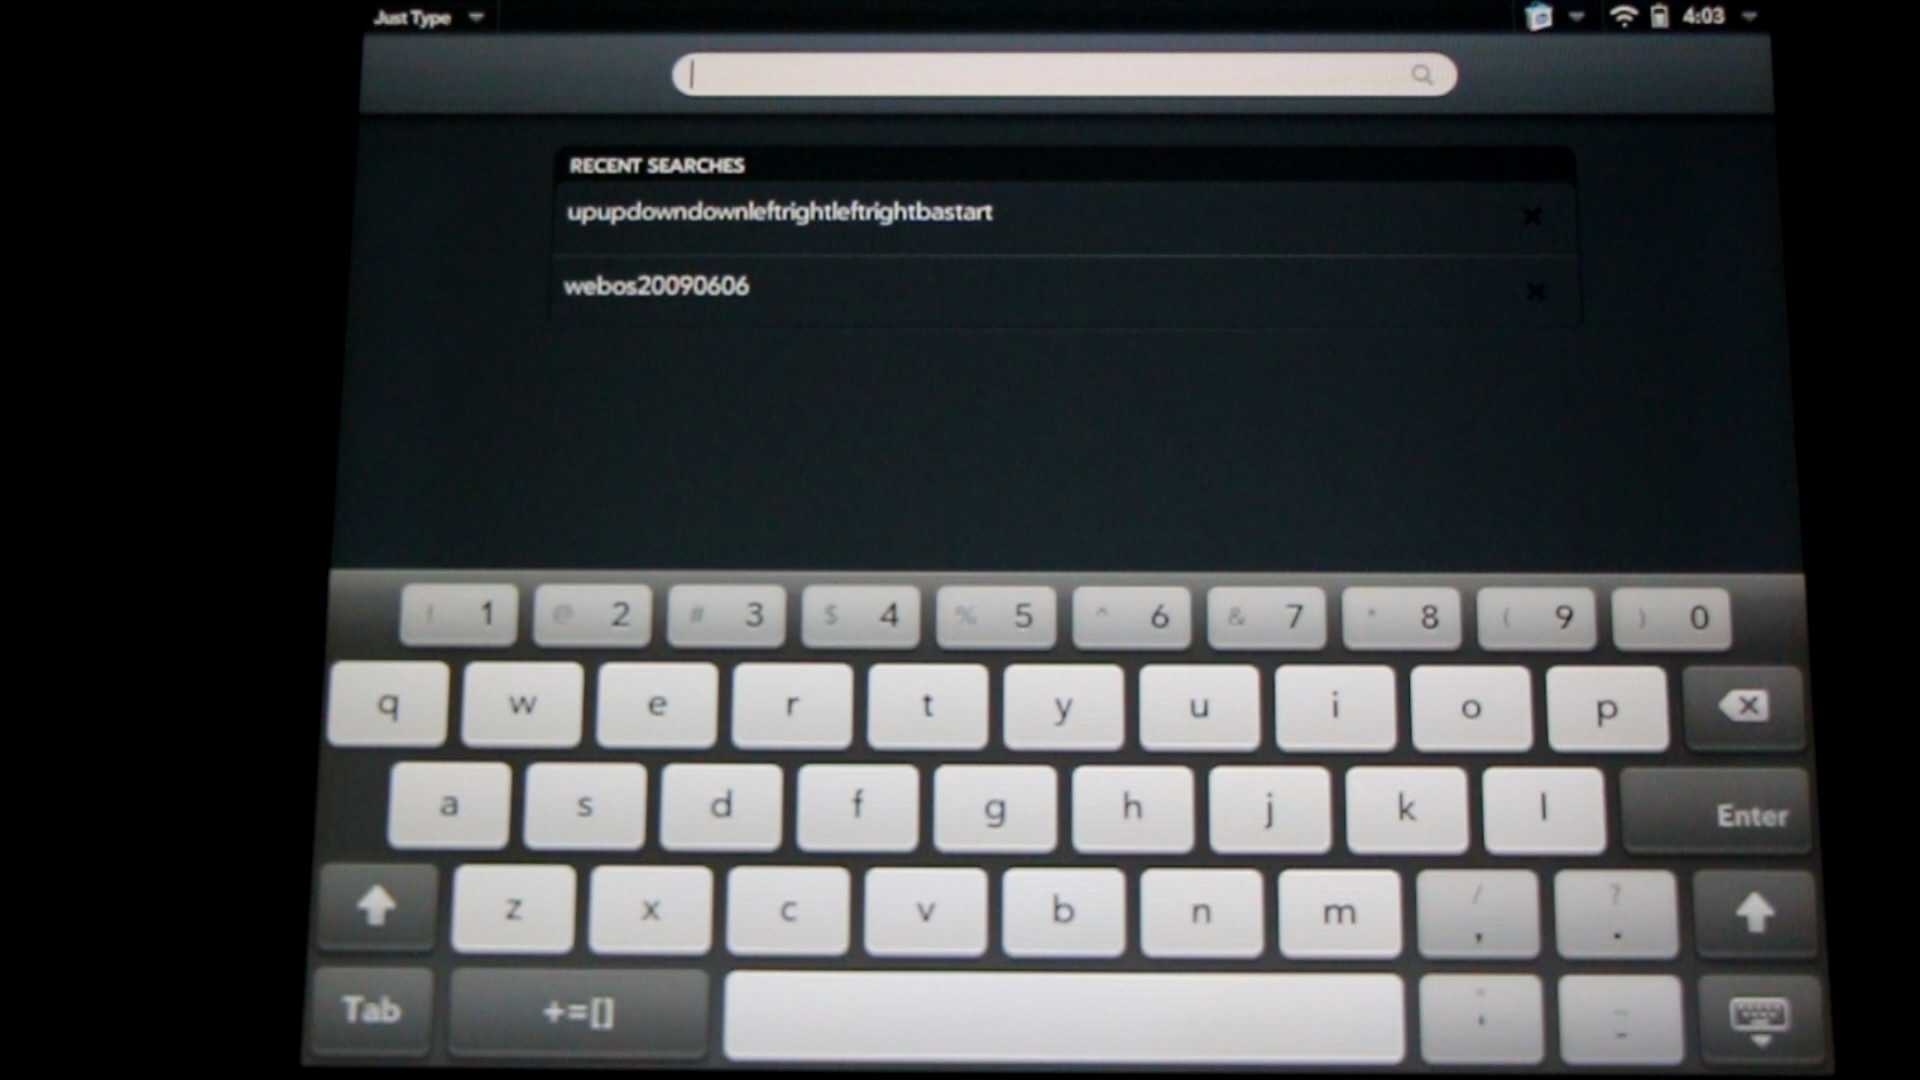 Just Type
4:03
RECENT SEARCHES
upupdowndownleftrightleftrightbastart
webos20090606
! 1 @ 2 # 3 $ 4 % 5 ^ 6 & 7 * 8 ( 9 ) 0
q w e r t y u i o p
a s d f g h j k l Enter
z x c v b n m / , ? .
Tab +=[] " ' _ -